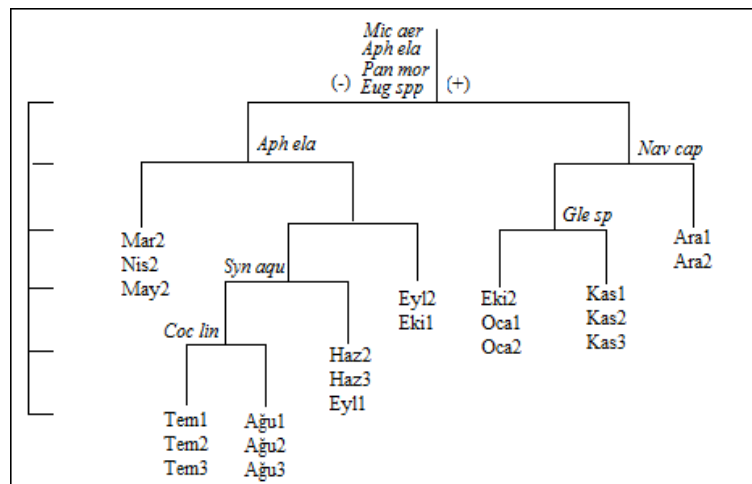 Mic aer
Aph ela
Pan mor
(-) Eug spp (+)
Aph ela
Nav cap
Gle sp
Mar2
Nis2
May2
Ara1
Ara2
Syn aqu
Eyl2
Eki1
Eki2
Oca1
Oca2
Kas1
Kas2
Kas3
Coc lin
Haz2
Haz3
Eyl1
Tem1
Tem2
Tem3
Ağu1
Ağu2
Ağu3